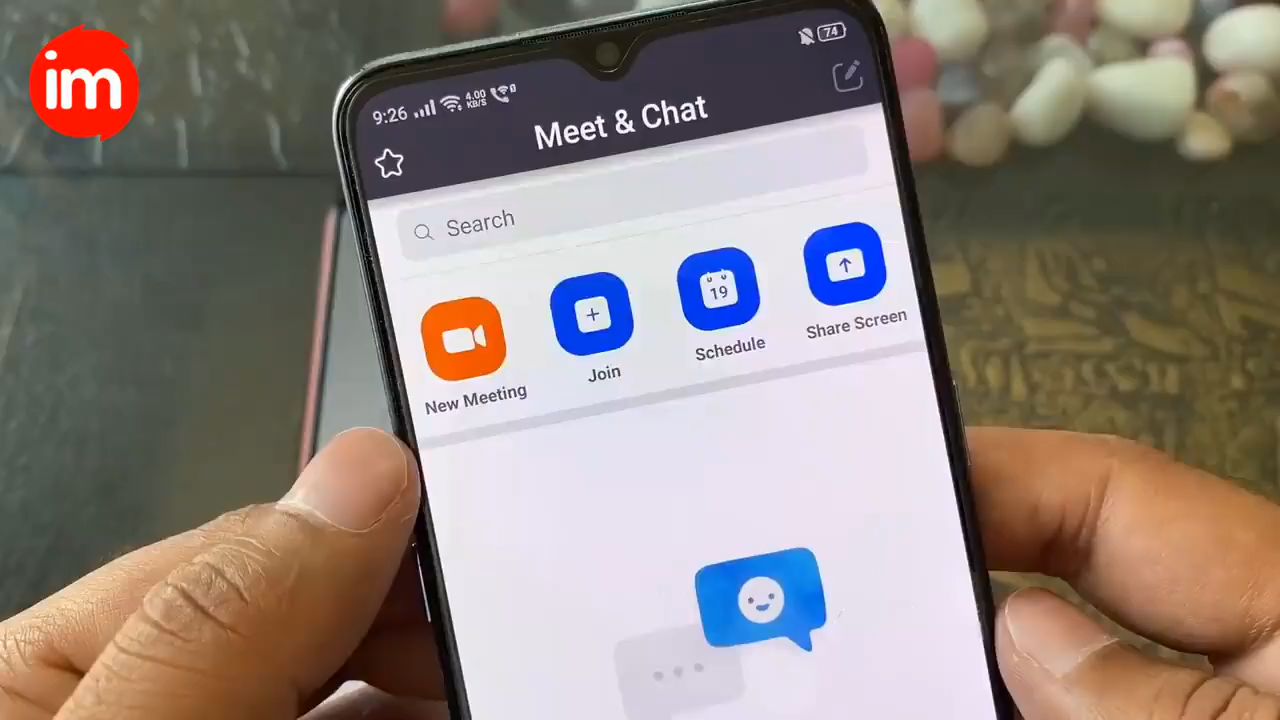 im
9:26
4.00
KB/S
74
Meet & Chat
Search
19
New Meeting
Join
Schedule
Share Screen